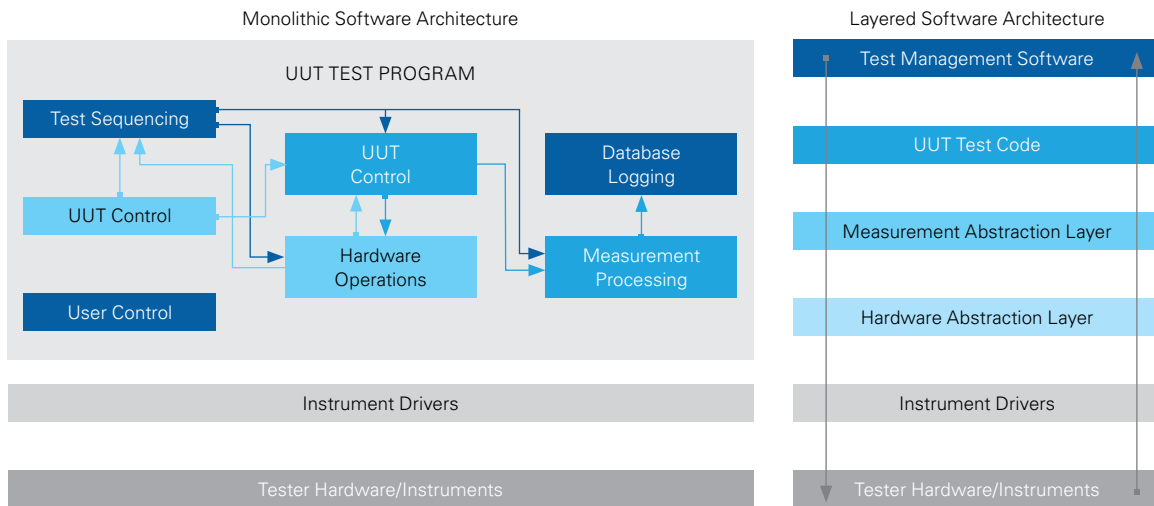 Monolithic Software Architecture
UUT TEST PROGRAM
Test Sequencing
UUT
Control
Database
Logging
UUT Control
Hardware
Operations
Measurement
Processing
User Control
Instrument Drivers
Tester Hardware/Instruments
Layered Software Architecture
Test Management Software
UUT Test Code
Measurement Abstraction Layer
Hardware Abstraction Layer
Instrument Drivers
Tester Hardware/Instruments